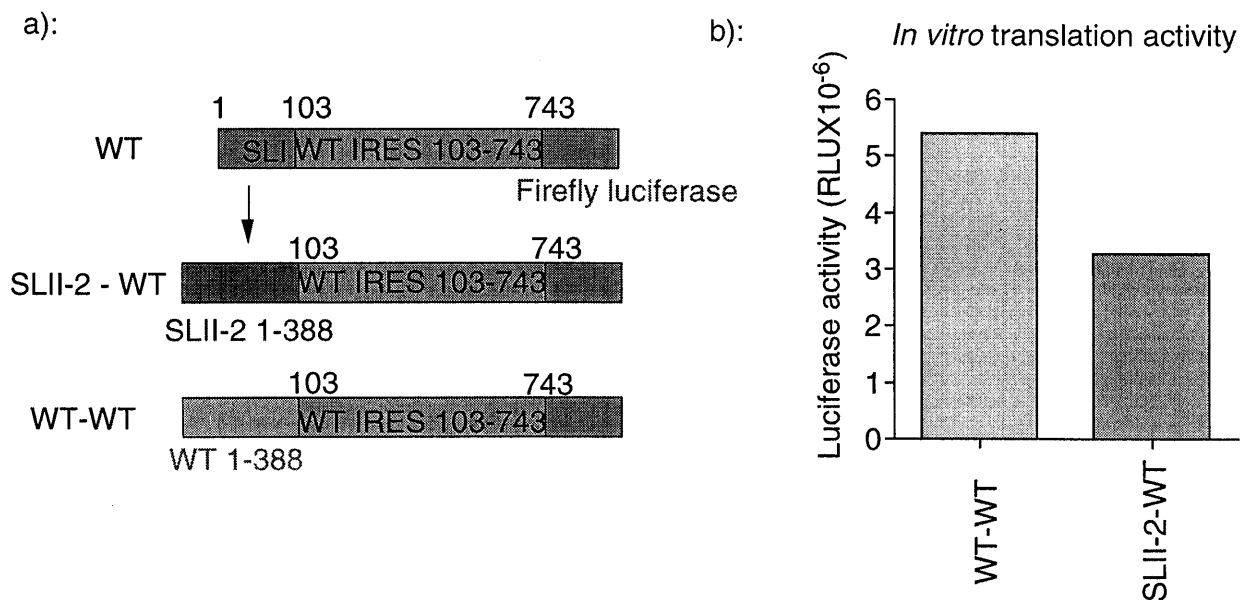 a):
1 103 743
WT
SLI WT IRES 103-743
Firefly luciferase
103 743
SLII-2 - WT
WT IRES 103-743
SLII-2 1-388
103 743
WT-WT
WT IRES 103-743
WT 1-388
b):
In vitro translation activity
Luciferase activity (RLUX10-6)
6
5
4
3
2
1
0
WT-WT
SLII-2-WT